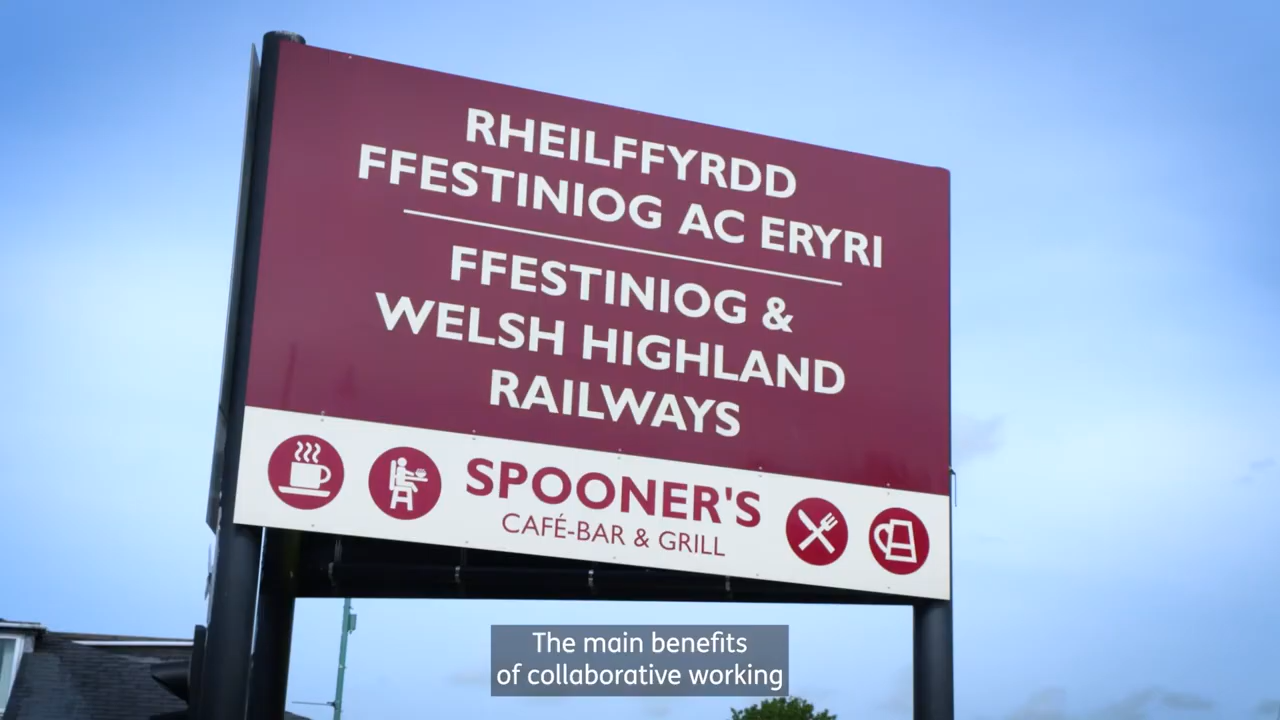 RHEILFFYRDD
FFESTINIOG AC ERYRI
FFESTINIOG &
WELSH HIGHLAND
RAILWAYS
SPOONER'S
CAFÉ-BAR & GRILL
The main benefits
of collaborative working